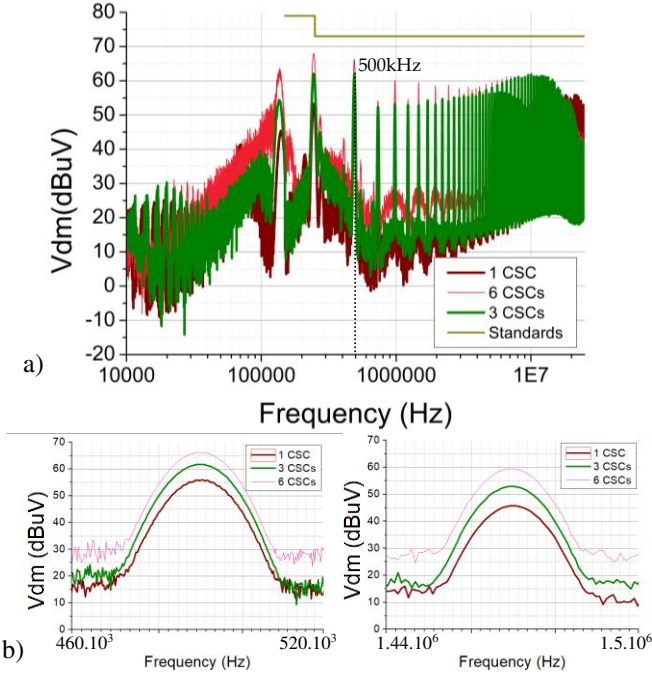 80
70
60
50
40
30
20
10
0
-10
-20
Vdm(dBuV)
500kHz
1 CSC
6 CSCs
3 CSCs
Standards
10000 100000 1000000 1E7
Frequency (Hz)
a)
70
60
50
40
30
20
10
0
Vdm (dBuV)
1 CSC
3 CSCs
6 CSCs
460.10³ 520.10³
Frequency (Hz)
70
60
50
40
30
20
10
0
Vdm (dBuV)
1 CSC
3 CSCs
6 CSCs
1.44.10⁶ 1.5.10⁶
Frequency (Hz)
b)